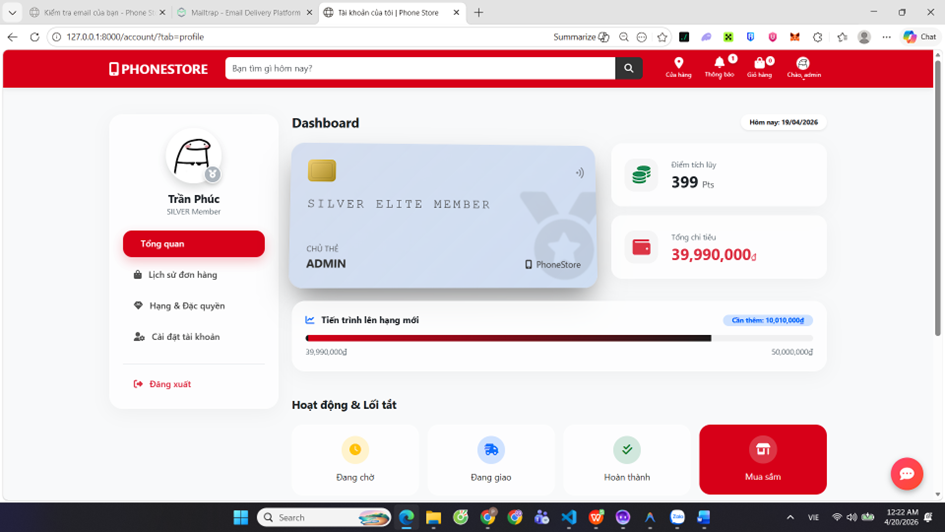 Kiểm tra email của bạn - Phone S
Mailtrap - Email Delivery Platform
Tài khoản của tôi | Phone Store
127.0.0.1:8000/account/?tab=profile
Summarize
Chat
PHONESTORE
Bạn tìm gì hôm nay?
Cửa hàng
Thông báo
1
Giỏ hàng
0
Chào, admin
Dashboard
Hôm nay: 19/04/2026
Trần Phúc
SILVER Member
Tổng quan
Lịch sử đơn hàng
Hạng & Đặc quyền
Cài đặt tài khoản
Đăng xuất
SILVER ELITE MEMBER
CHỦ THẺ
ADMIN
PhoneStore
Điểm tích lũy
399 Pts
Tổng chi tiêu
39,990,000₫
Tiến trình lên hạng mới
Cần thêm: 10,010,000₫
39,990,000₫
50,000,000₫
Hoạt động & Lối tắt
Đang chờ
Đang giao
Hoàn thành
Mua sắm
Search
VIE
12:22 AM
4/20/2026